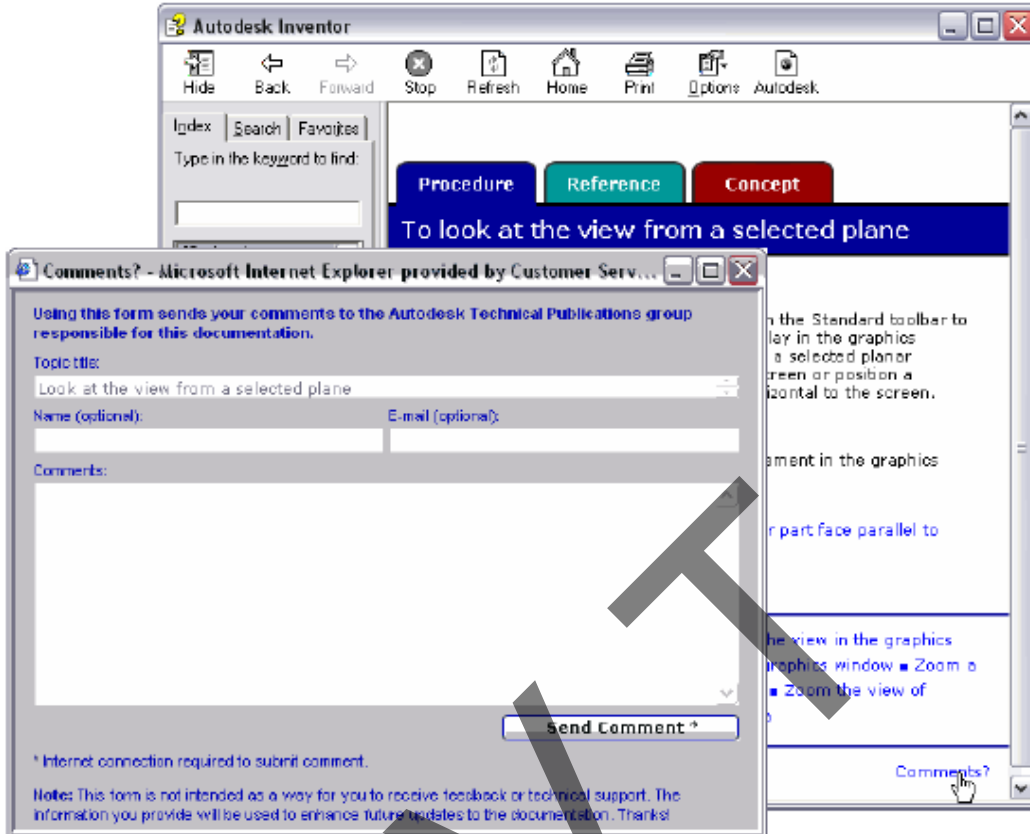 Autodesk Inventor
Hide Back Forward Stop Refresh Home Print Options Autodesk
Index Search Favorites
Type in the keyword to find:
Procedure Reference Concept
To look at the view from a selected plane
Comments? - Microsoft Internet Explorer provided by Customer Serv...
Using this form sends your comments to the Autodesk Technical Publications group
responsible for this documentation.
Topic title:
Look at the view from a selected plane
Name (optional): E-mail (optional):
Comments:
Send Comment *
* Internet connection required to submit comment.
Note: This form is not intended as a way for you to receive feedback or technical support. The
information you provide will be used to enhance future updates to the documentation. Thanks!
the Standard toolbar to
lay in the graphics
a selected planar
creen or position a
izontal to the screen.
ement in the graphics
r part face parallel to
he view in the graphics
graphics window ■ Zoom a
■ Zoom the view of
Comments?